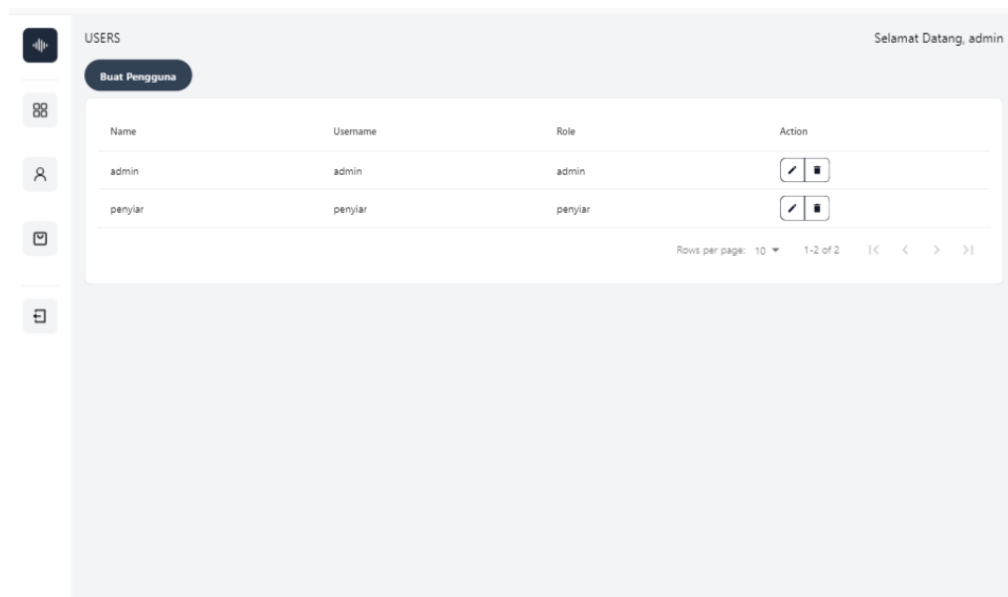 USERS
Selamat Datang, admin
Buat Pengguna
Name Username Role Action
admin admin admin
penyiar penyiar penyiar
Rows per page: 10 1-2 of 2